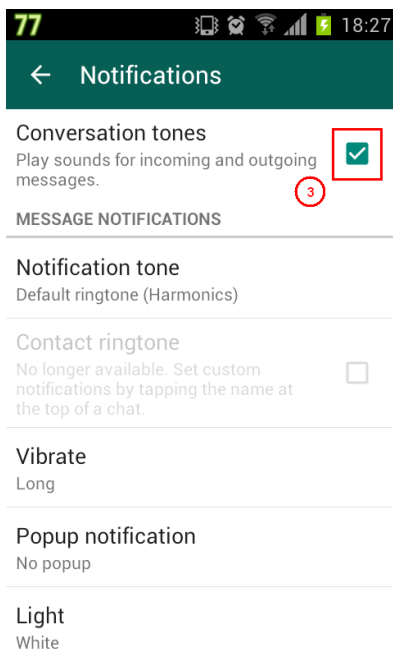 77 18:27
Notifications
Conversation tones
Play sounds for incoming and outgoing
messages.
3
MESSAGE NOTIFICATIONS
Notification tone
Default ringtone (Harmonics)
Contact ringtone
No longer available. Set custom
notifications by tapping the name at
the top of a chat.
Vibrate
Long
Popup notification
No popup
Light
White